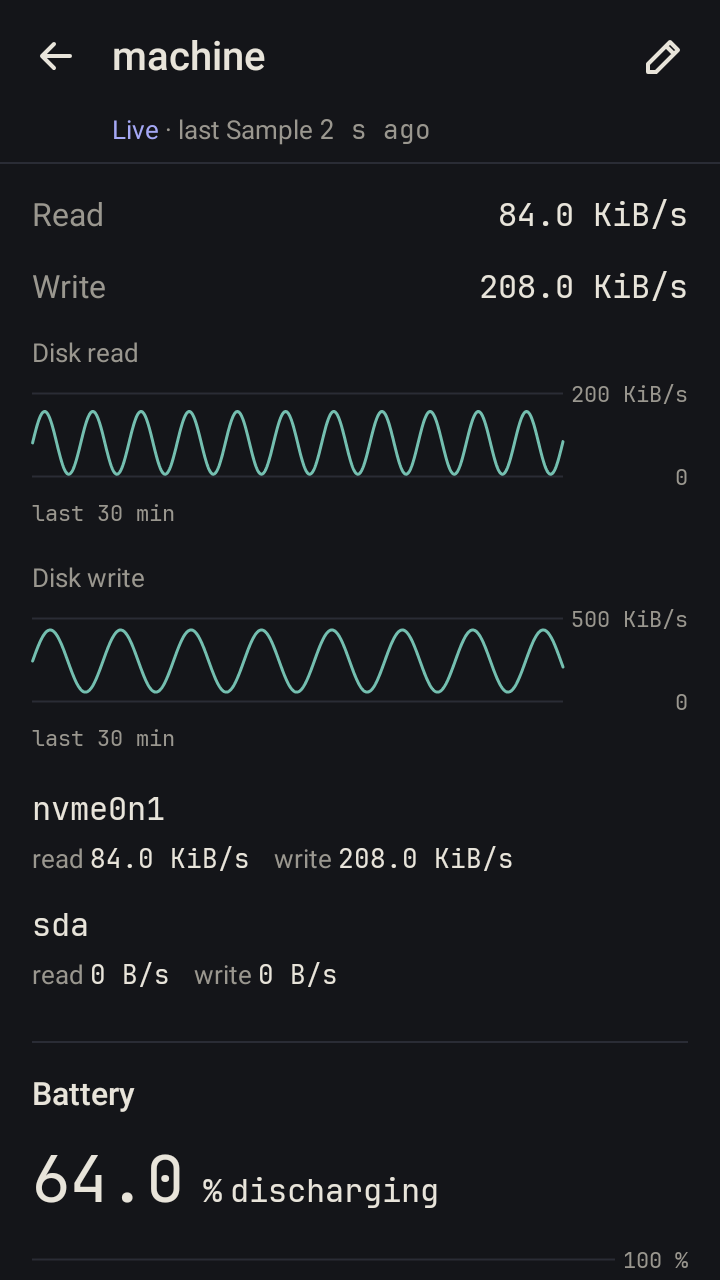 machine
Live · last Sample 2 s ago
Read 84.0 KiB/s
Write 208.0 KiB/s
Disk read
200 KiB/s
0
last 30 min
Disk write
500 KiB/s
0
last 30 min
nvme0n1
read 84.0 KiB/s write 208.0 KiB/s
sda
read 0 B/s write 0 B/s
Battery
64.0 % discharging
100 %